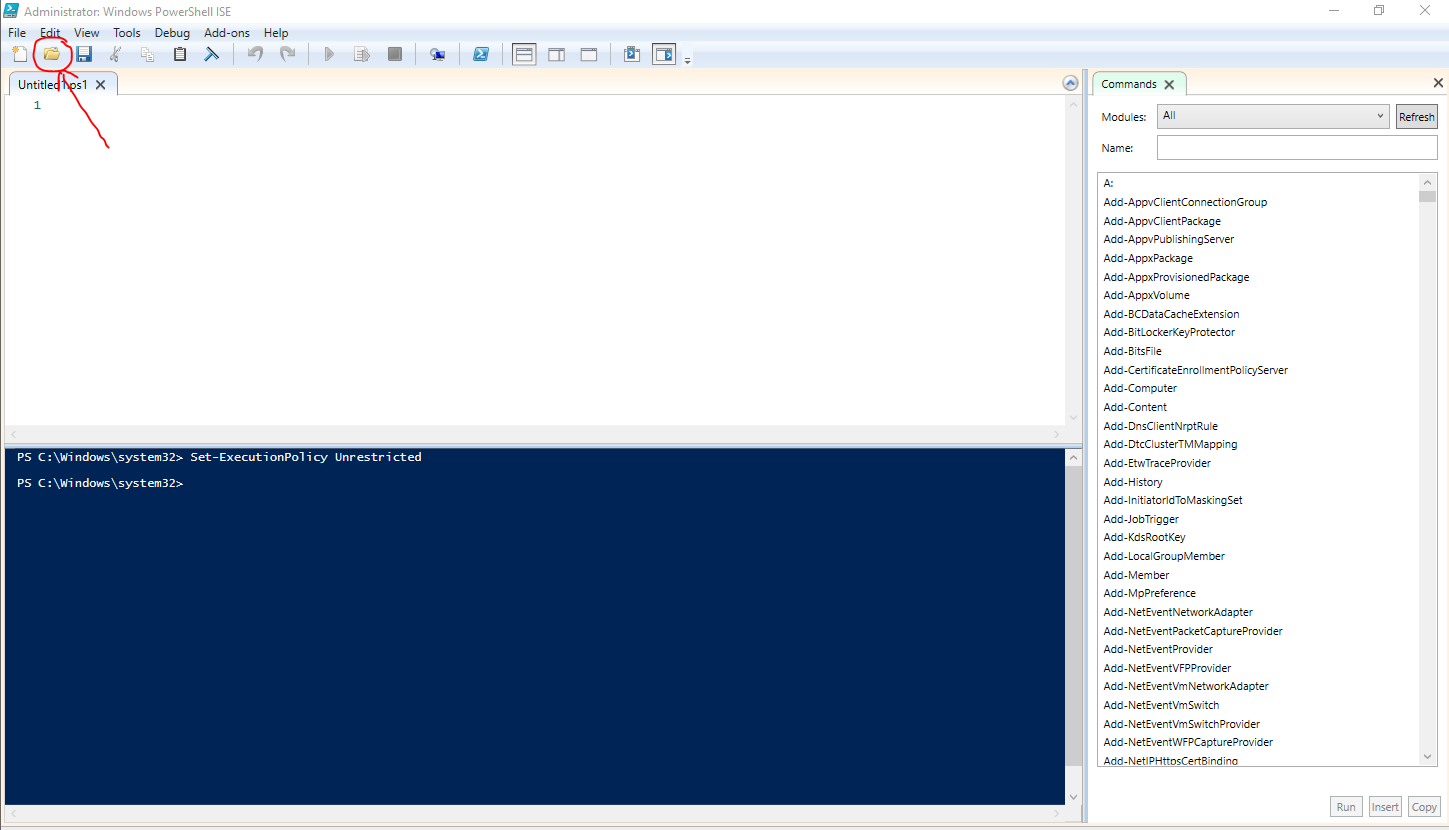 Administrator: Windows PowerShell ISE
File Edit View Tools Debug Add-ons Help
Untitled1.ps1
1
PS C:\Windows\system32> Set-ExecutionPolicy Unrestricted
PS C:\Windows\system32>
Commands
Modules: All Refresh
Name:
A:
Add-AppvClientConnectionGroup
Add-AppvClientPackage
Add-AppvPublishingServer
Add-AppxPackage
Add-AppxProvisionedPackage
Add-AppxVolume
Add-BCDataCacheExtension
Add-BitLockerKeyProtector
Add-BitsFile
Add-CertificateEnrollmentPolicyServer
Add-Computer
Add-Content
Add-DnsClientNrptRule
Add-DtcClusterTMMapping
Add-EtwTraceProvider
Add-History
Add-InitiatorIdToMaskingSet
Add-JobTrigger
Add-KdsRootKey
Add-LocalGroupMember
Add-Member
Add-MpPreference
Add-NetEventNetworkAdapter
Add-NetEventPacketCaptureProvider
Add-NetEventProvider
Add-NetEventVFPProvider
Add-NetEventVmNetworkAdapter
Add-NetEventVmSwitch
Add-NetEventVmSwitchProvider
Add-NetEventWFPCaptureProvider
Add-NetIPHttpsCertBinding
Run Insert Copy